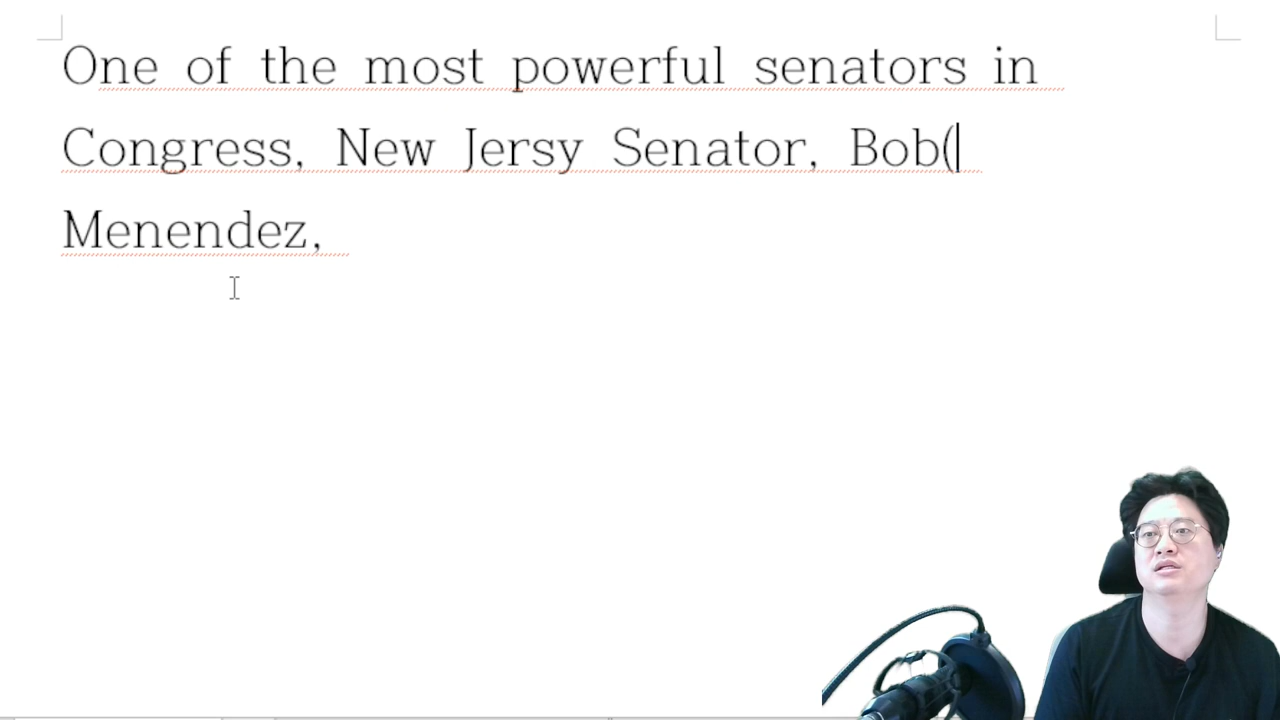 One of the most powerful senators in
Congress, New Jersy Senator, Bob(
Menendez,